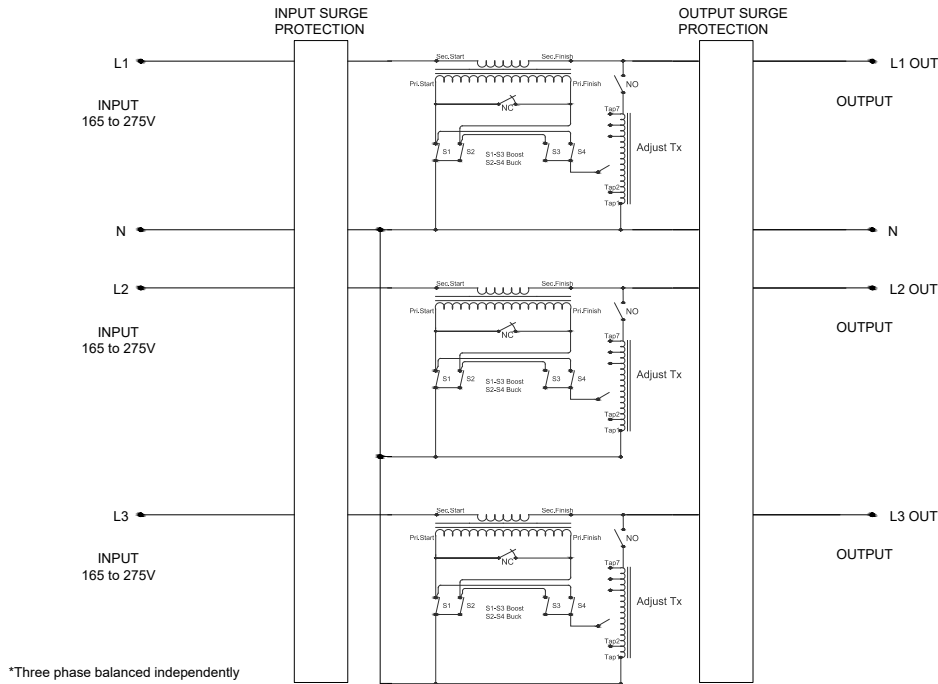 INPUT SURGE
PROTECTION
OUTPUT SURGE
PROTECTION
L1
Sec.Start
Sec.Finish
L1 OUT
Pri.Start
Pri.Finish
NO
INPUT
165 to 275V
NC
Tap7
OUTPUT
S1
S2
S1-S3 Boost
S2-S4 Buck
S3
S4
Adjust Tx
Tap2
Tap1
N
N
L2
Sec.Start
Sec.Finish
L2 OUT
Pri.Start
Pri.Finish
NO
INPUT
165 to 275V
NC
Tap7
OUTPUT
S1
S2
S1-S3 Boost
S2-S4 Buck
S3
S4
Adjust Tx
Tap2
Tap1
L3
Sec.Start
Sec.Finish
L3 OUT
Pri.Start
Pri.Finish
NO
INPUT
165 to 275V
NC
Tap7
OUTPUT
S1
S2
S1-S3 Boost
S2-S4 Buck
S3
S4
Adjust Tx
Tap2
Tap1
*Three phase balanced independently